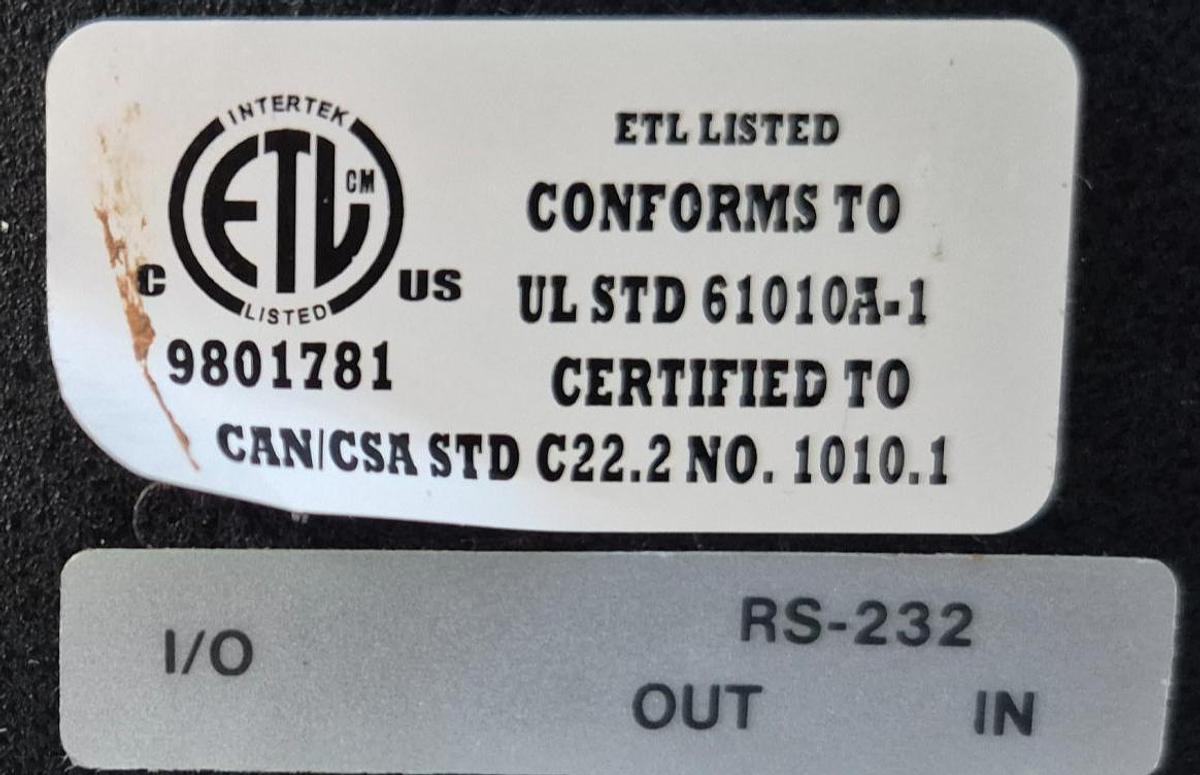 INTERTEK
ETL CM
C US
LISTED
9801781
ETL LISTED
CONFORMS TO
UL STD 61010A-1
CERTIFIED TO
CAN/CSA STD C22.2 NO. 1010.1
I/O
RS-232
OUT IN